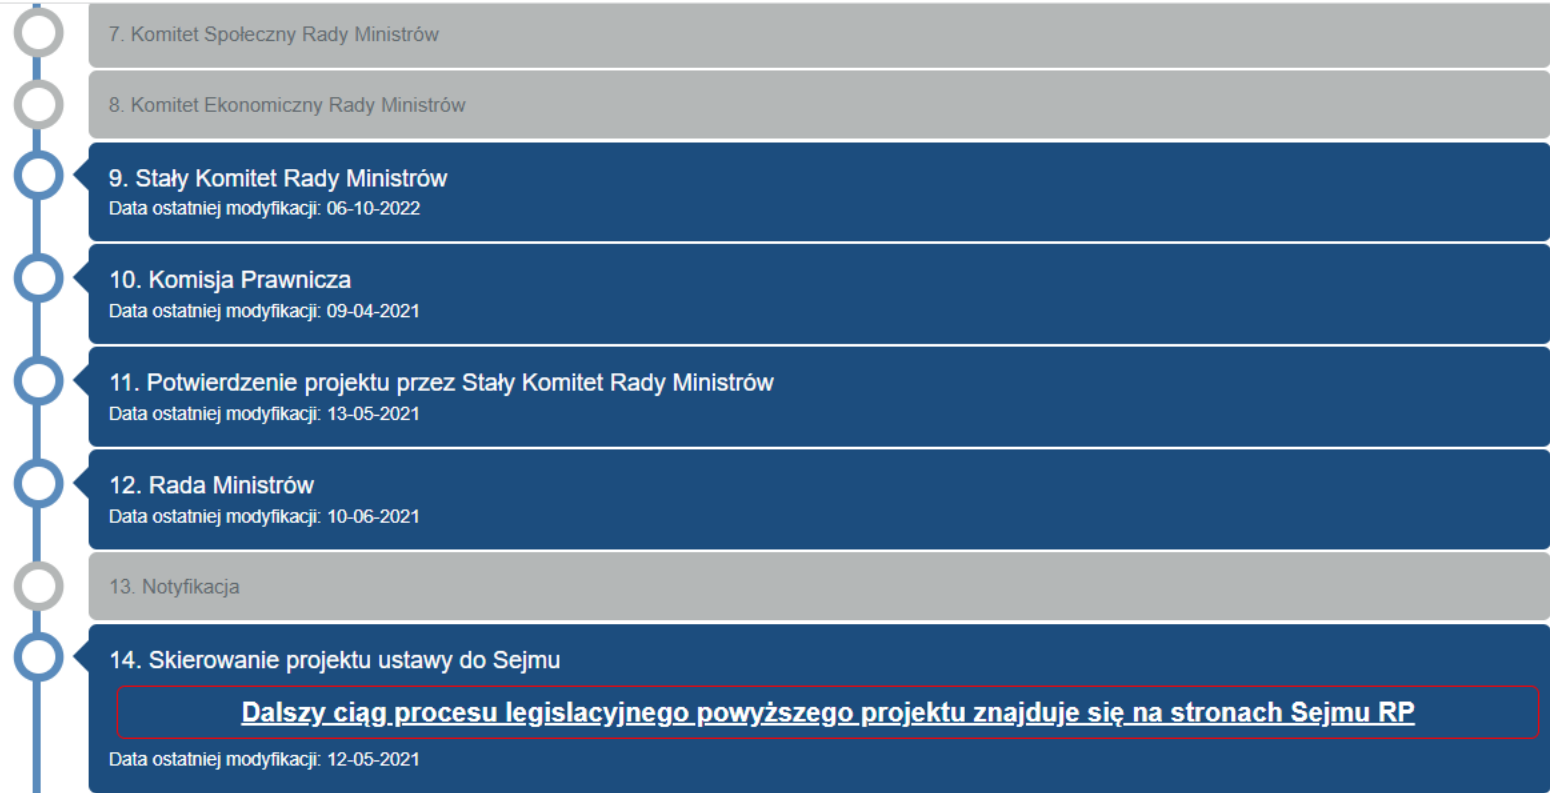 7. Komitet Społeczny Rady Ministrów
8. Komitet Ekonomiczny Rady Ministrów
9. Stały Komitet Rady Ministrów
Data ostatniej modyfikacji: 06-10-2022
10. Komisja Prawnicza
Data ostatniej modyfikacji: 09-04-2021
11. Potwierdzenie projektu przez Stały Komitet Rady Ministrów
Data ostatniej modyfikacji: 13-05-2021
12. Rada Ministrów
Data ostatniej modyfikacji: 10-06-2021
13. Notyfikacja
14. Skierowanie projektu ustawy do Sejmu
Dalszy ciąg procesu legislacyjnego powyższego projektu znajduje się na stronach Sejmu RP
Data ostatniej modyfikacji: 12-05-2021